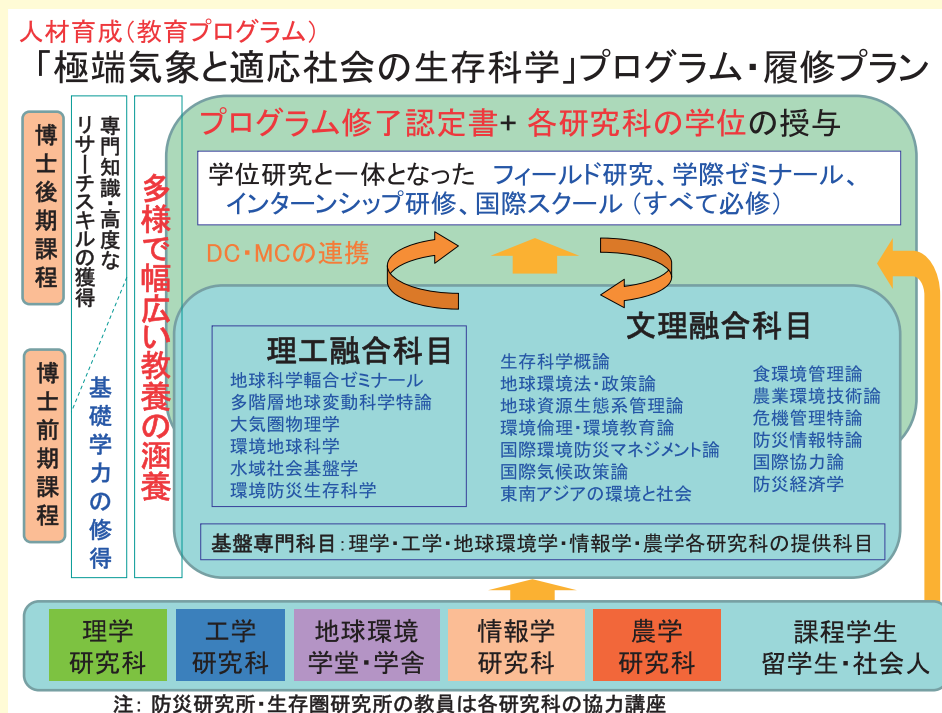 人材育成(教育プログラム)
「極端気象と適応社会の生存科学」プログラム・履修プラン
博士後期課程
専門知識・高度な
リサーチスキルの獲得
博士前期課程
基礎学力の修得
多様で幅広い教養の涵養
プログラム修了認定書+ 各研究科の学位の授与
学位研究と一体となった フィールド研究、学際ゼミナール、
インターンシップ研修、国際スクール (すべて必修)
DC・MCの連携
理工融合科目
地球科学輻合ゼミナール
多階層地球変動科学特論
大気圏物理学
環境地球科学
水域社会基盤学
環境防災生存科学
文理融合科目
生存科学概論
地球環境法・政策論
地球資源生態系管理論
環境倫理・環境教育論
国際環境防災マネジメント論
国際気候政策論
東南アジアの環境と社会
食環境管理論
農業環境技術論
危機管理特論
防災情報特論
国際協力論
防災経済学
基盤専門科目:理学・工学・地球環境学・情報学・農学各研究科の提供科目
理学
研究科
工学
研究科
地球環境
学堂・学舎
情報学
研究科
農学
研究科
課程学生
留学生・社会人
注: 防災研究所・生存圏研究所の教員は各研究科の協力講座